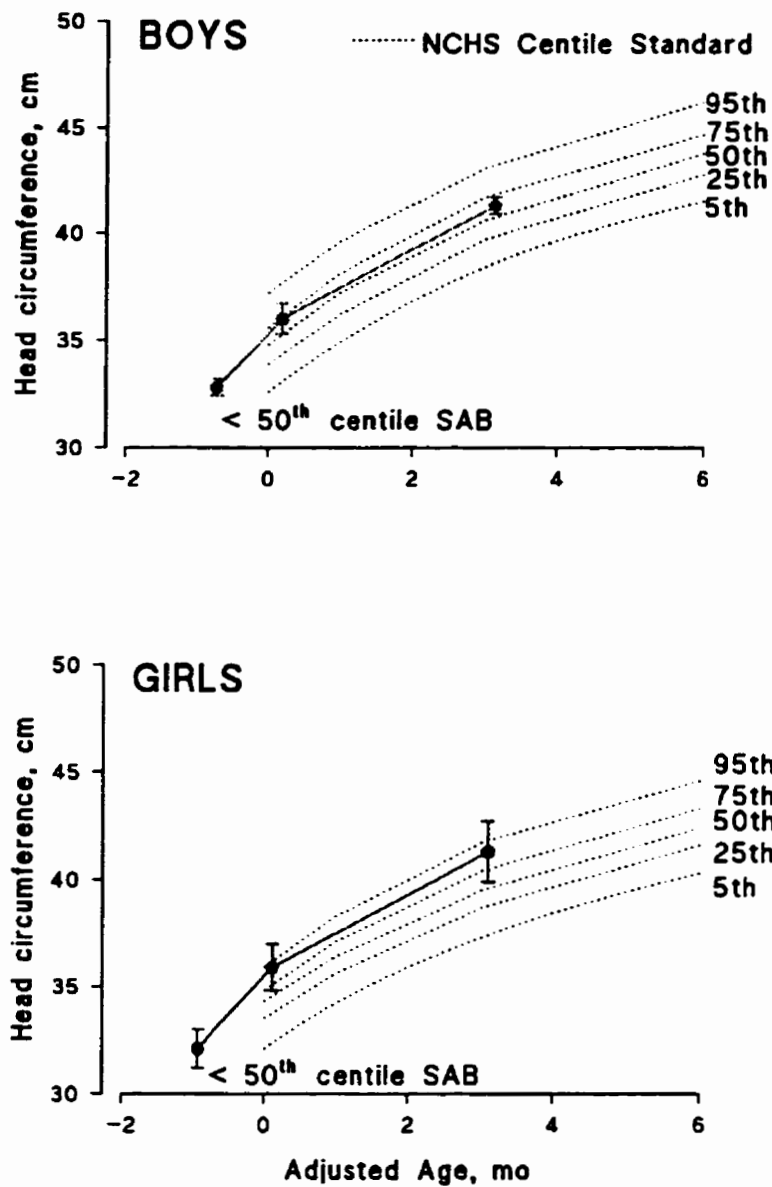 BOYS
NCHS Centile Standard
50
45
40
35
30
Head circumference, cm
95th
75th
50th
25th
5th
< 50th centile SAB
-2
0
2
4
6
GIRLS
50
45
40
35
30
Head circumference, cm
95th
75th
50th
25th
5th
< 50th centile SAB
-2
0
2
4
6
Adjusted Age, mo